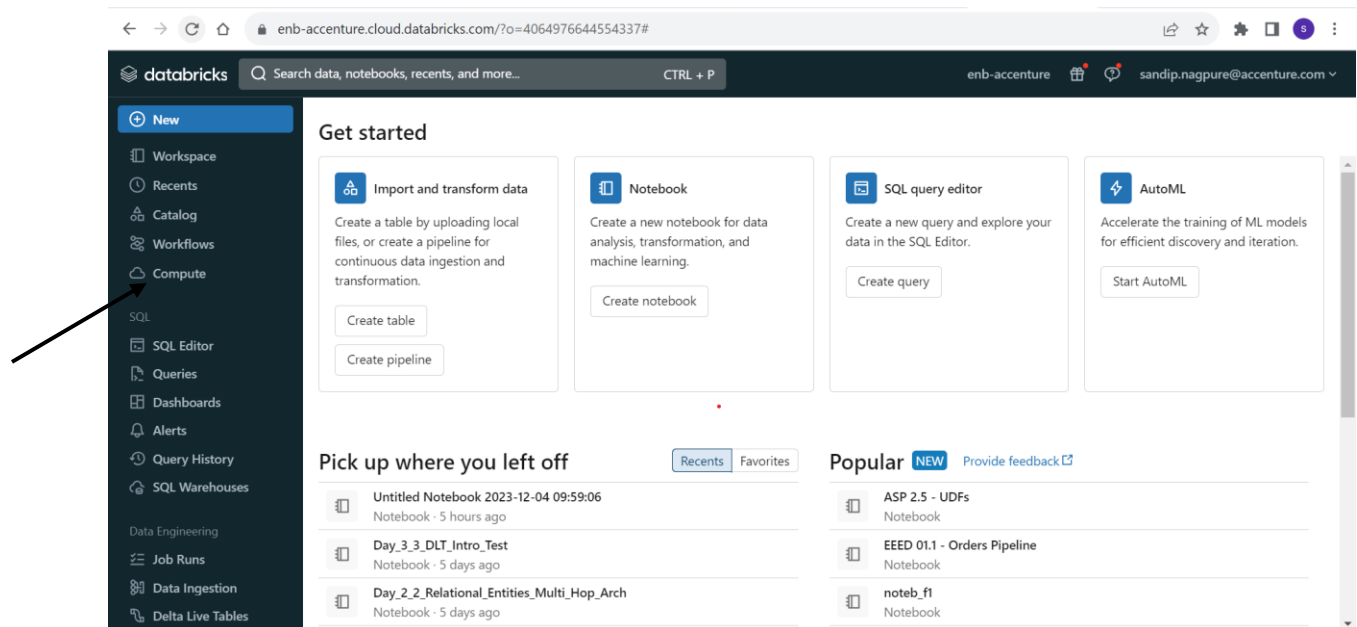 enb-accenture.cloud.databricks.com/?o=4064976644554337#
S
databricks
Search data, notebooks, recents, and more...
CTRL + P
enb-accenture
sandip.nagpure@accenture.com
New
Workspace
Recents
Catalog
Workflows
Compute
SQL
SQL Editor
Queries
Dashboards
Alerts
Query History
SQL Warehouses
Data Engineering
Job Runs
Data Ingestion
Delta Live Tables
Get started
Import and transform data
Create a table by uploading local
files, or create a pipeline for
continuous data ingestion and
transformation.
Create table
Create pipeline
Notebook
Create a new notebook for data
analysis, transformation, and
machine learning.
Create notebook
SQL query editor
Create a new query and explore your
data in the SQL Editor.
Create query
AutoML
Accelerate the training of ML models
for efficient discovery and iteration.
Start AutoML
Pick up where you left off
Recents
Favorites
Untitled Notebook 2023-12-04 09:59:06
Notebook · 5 hours ago
Day_3_3_DLT_Intro_Test
Notebook · 5 days ago
Day_2_2_Relational_Entities_Multi_Hop_Arch
Notebook · 5 days ago
Popular NEW Provide feedback
ASP 2.5 - UDFs
Notebook
EEED 01.1 - Orders Pipeline
Notebook
noteb_f1
Notebook